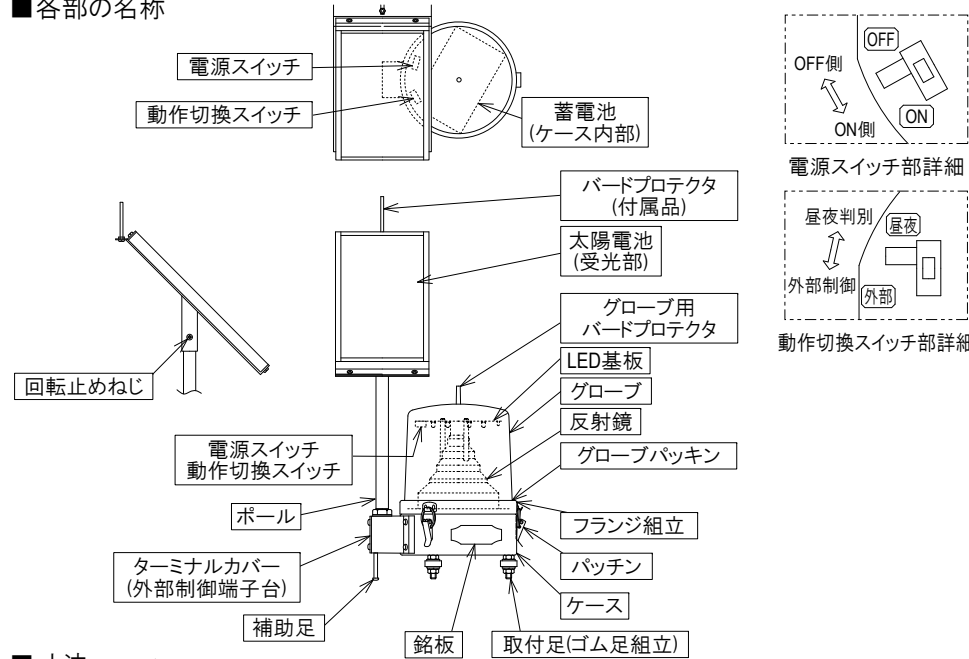 ■各部の名称
電源スイッチ
動作切換スイッチ
蓄電池
(ケース内部)
OFF
OFF側
ON
ON側
電源スイッチ部詳細
バードプロテクタ
(付属品)
太陽電池
(受光部)
昼夜判別
昼夜
外部制御
外部
動作切換スイッチ部詳細
グローブ用
バードプロテクタ
LED基板
グローブ
反射鏡
グローブパッキン
回転止めねじ
電源スイッチ
動作切換スイッチ
ポール
フランジ組立
ターミナルカバー
(外部制御端子台)
パッチン
ケース
補助足
銘板
取付足(ゴム足組立)